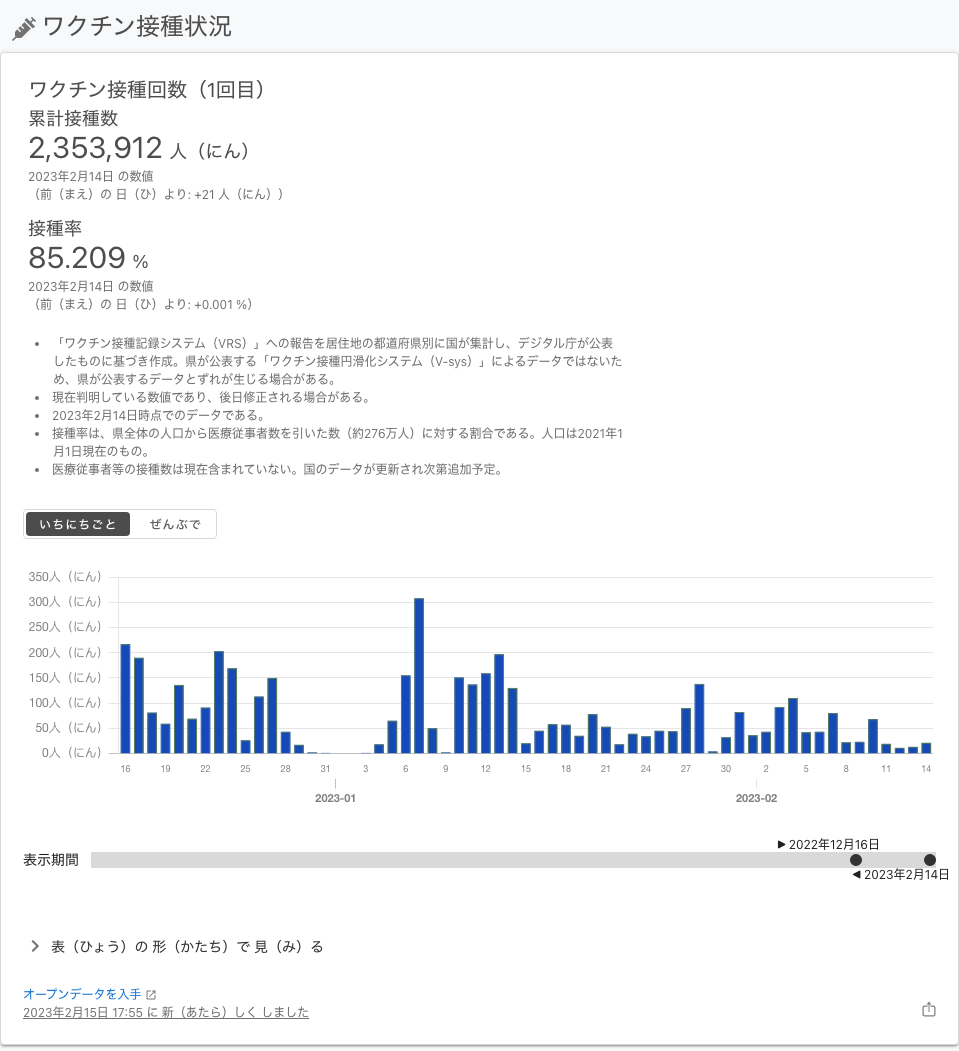 ワクチン接種状況
ワクチン接種回数（1回目）
累計接種数
2,353,912 人（にん）
2023年2月14日 の数値
（前（まえ）の 日（ひ）より: +21 人（にん））
接種率
85.209 %
2023年2月14日 の数値
（前（まえ）の 日（ひ）より: +0.001 %）
• 「ワクチン接種記録システム（VRS）」への報告を居住地の都道府県別に国が集計し、デジタル庁が公表
したものに基づき作成。県が公表する「ワクチン接種円滑化システム（V-sys）」によるデータではないた
め、県が公表するデータとずれが生じる場合がある。
• 現在判明している数値であり、後日修正される場合がある。
• 2023年2月14日時点でのデータである。
• 接種率は、県全体の人口から医療従事者数を引いた数（約276万人）に対する割合である。人口は2021年1
月1日現在のもの。
• 医療従事者等の接種数は現在含まれていない。国のデータが更新され次第追加予定。
いちにちごと ぜんぶで
350人（にん）
300人（にん）
250人（にん）
200人（にん）
150人（にん）
100人（にん）
50人（にん）
0人（にん）
16 19 22 25 28 31 3 6 9 12 15 18 21 24 27 30 2 5 8 11 14
2023-01 2023-02
▶ 2022年12月16日
表示期間
◀ 2023年2月14日
表（ひょう）の 形（かたち）で 見（み）る
オープンデータを入手
2023年2月15日 17:55 に 新（あたら）しく しました